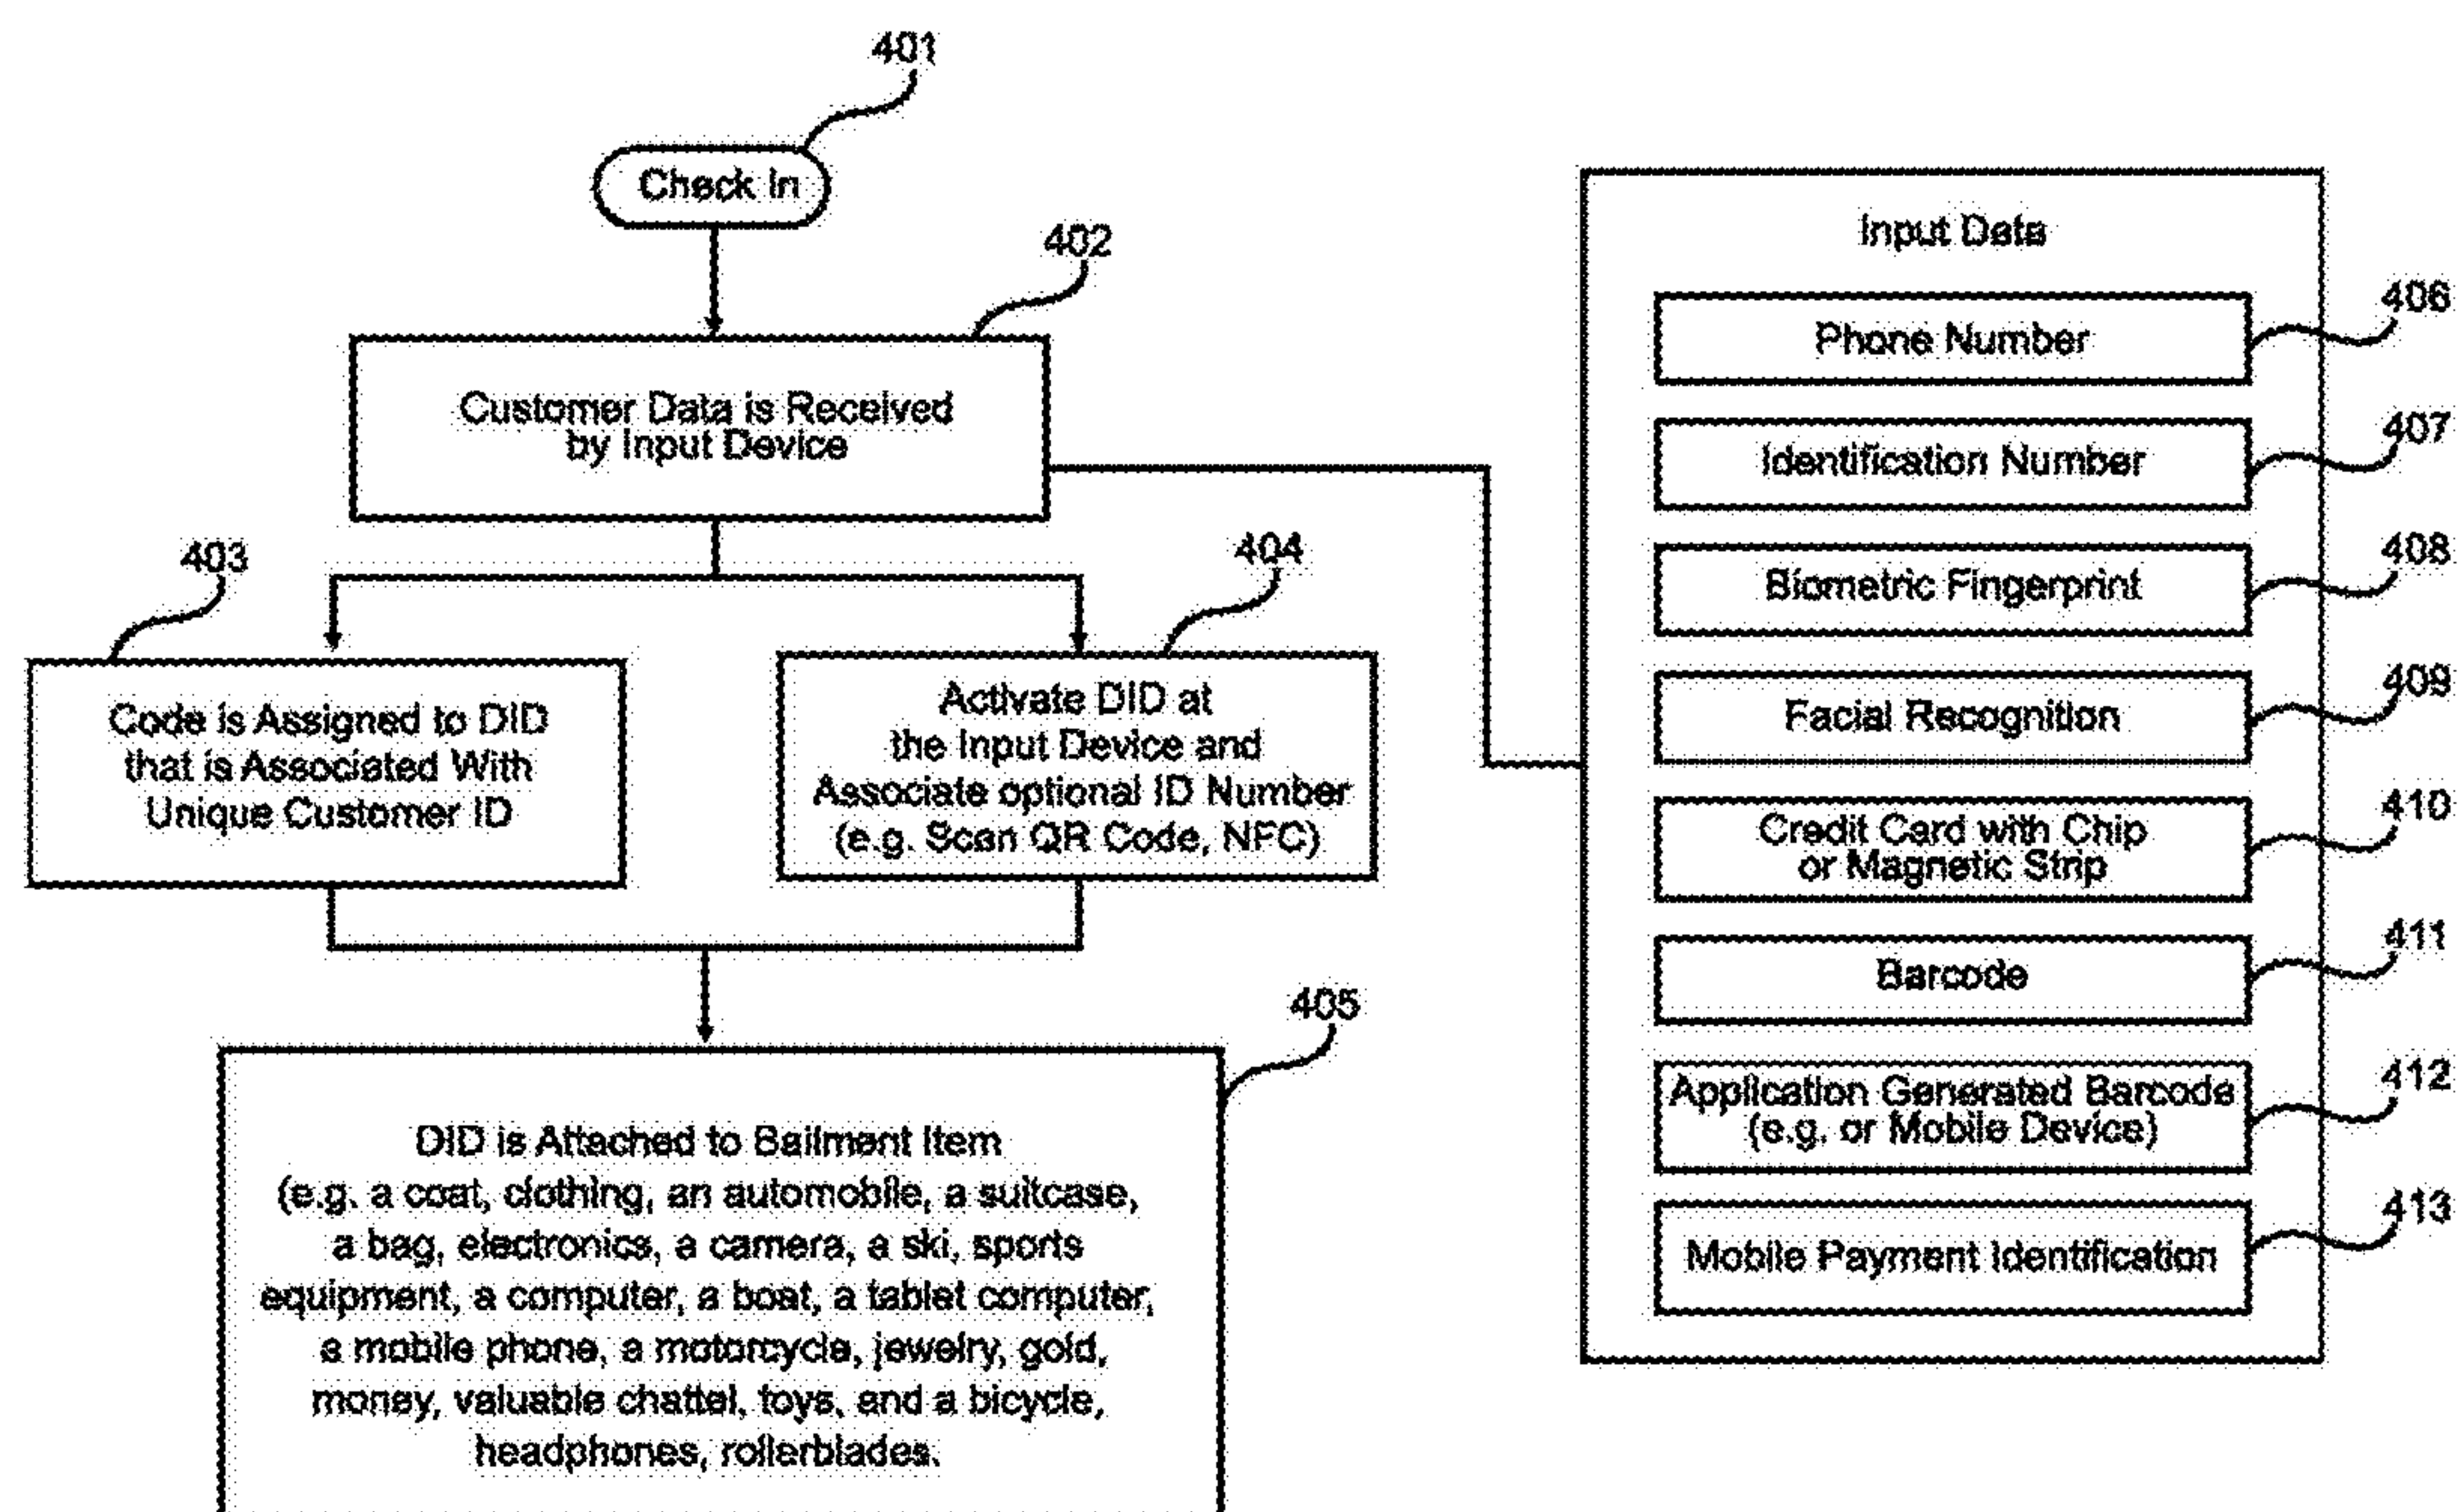 401
Check In
402
Customer Data is Received
by Input Device
403
Code is Assigned to DID
that is Associated With
Unique Customer ID
404
Activate DID at
the Input Device and
Associate optional ID Number
(e.g. Scan QR Code, NFC)
405
DID is Attached to Bailment Item
(e.g. a coat, clothing, an automobile, a suitcase,
a bag, electronics, a camera, a ski, sports
equipment, a computer, a boat, a tablet computer,
a mobile phone, a motorcycle, jewelry, gold,
money, valuable chattel, toys, and a bicycle,
headphones, rollerblades.
Input Data
Phone Number
406
Identification Number
407
Biometric Fingerprint
408
Facial Recognition
409
Credit Card with Chip
or Magnetic Strip
410
Barcode
411
Application Generated Barcode
(e.g. or Mobile Device)
412
Mobile Payment Identification
413